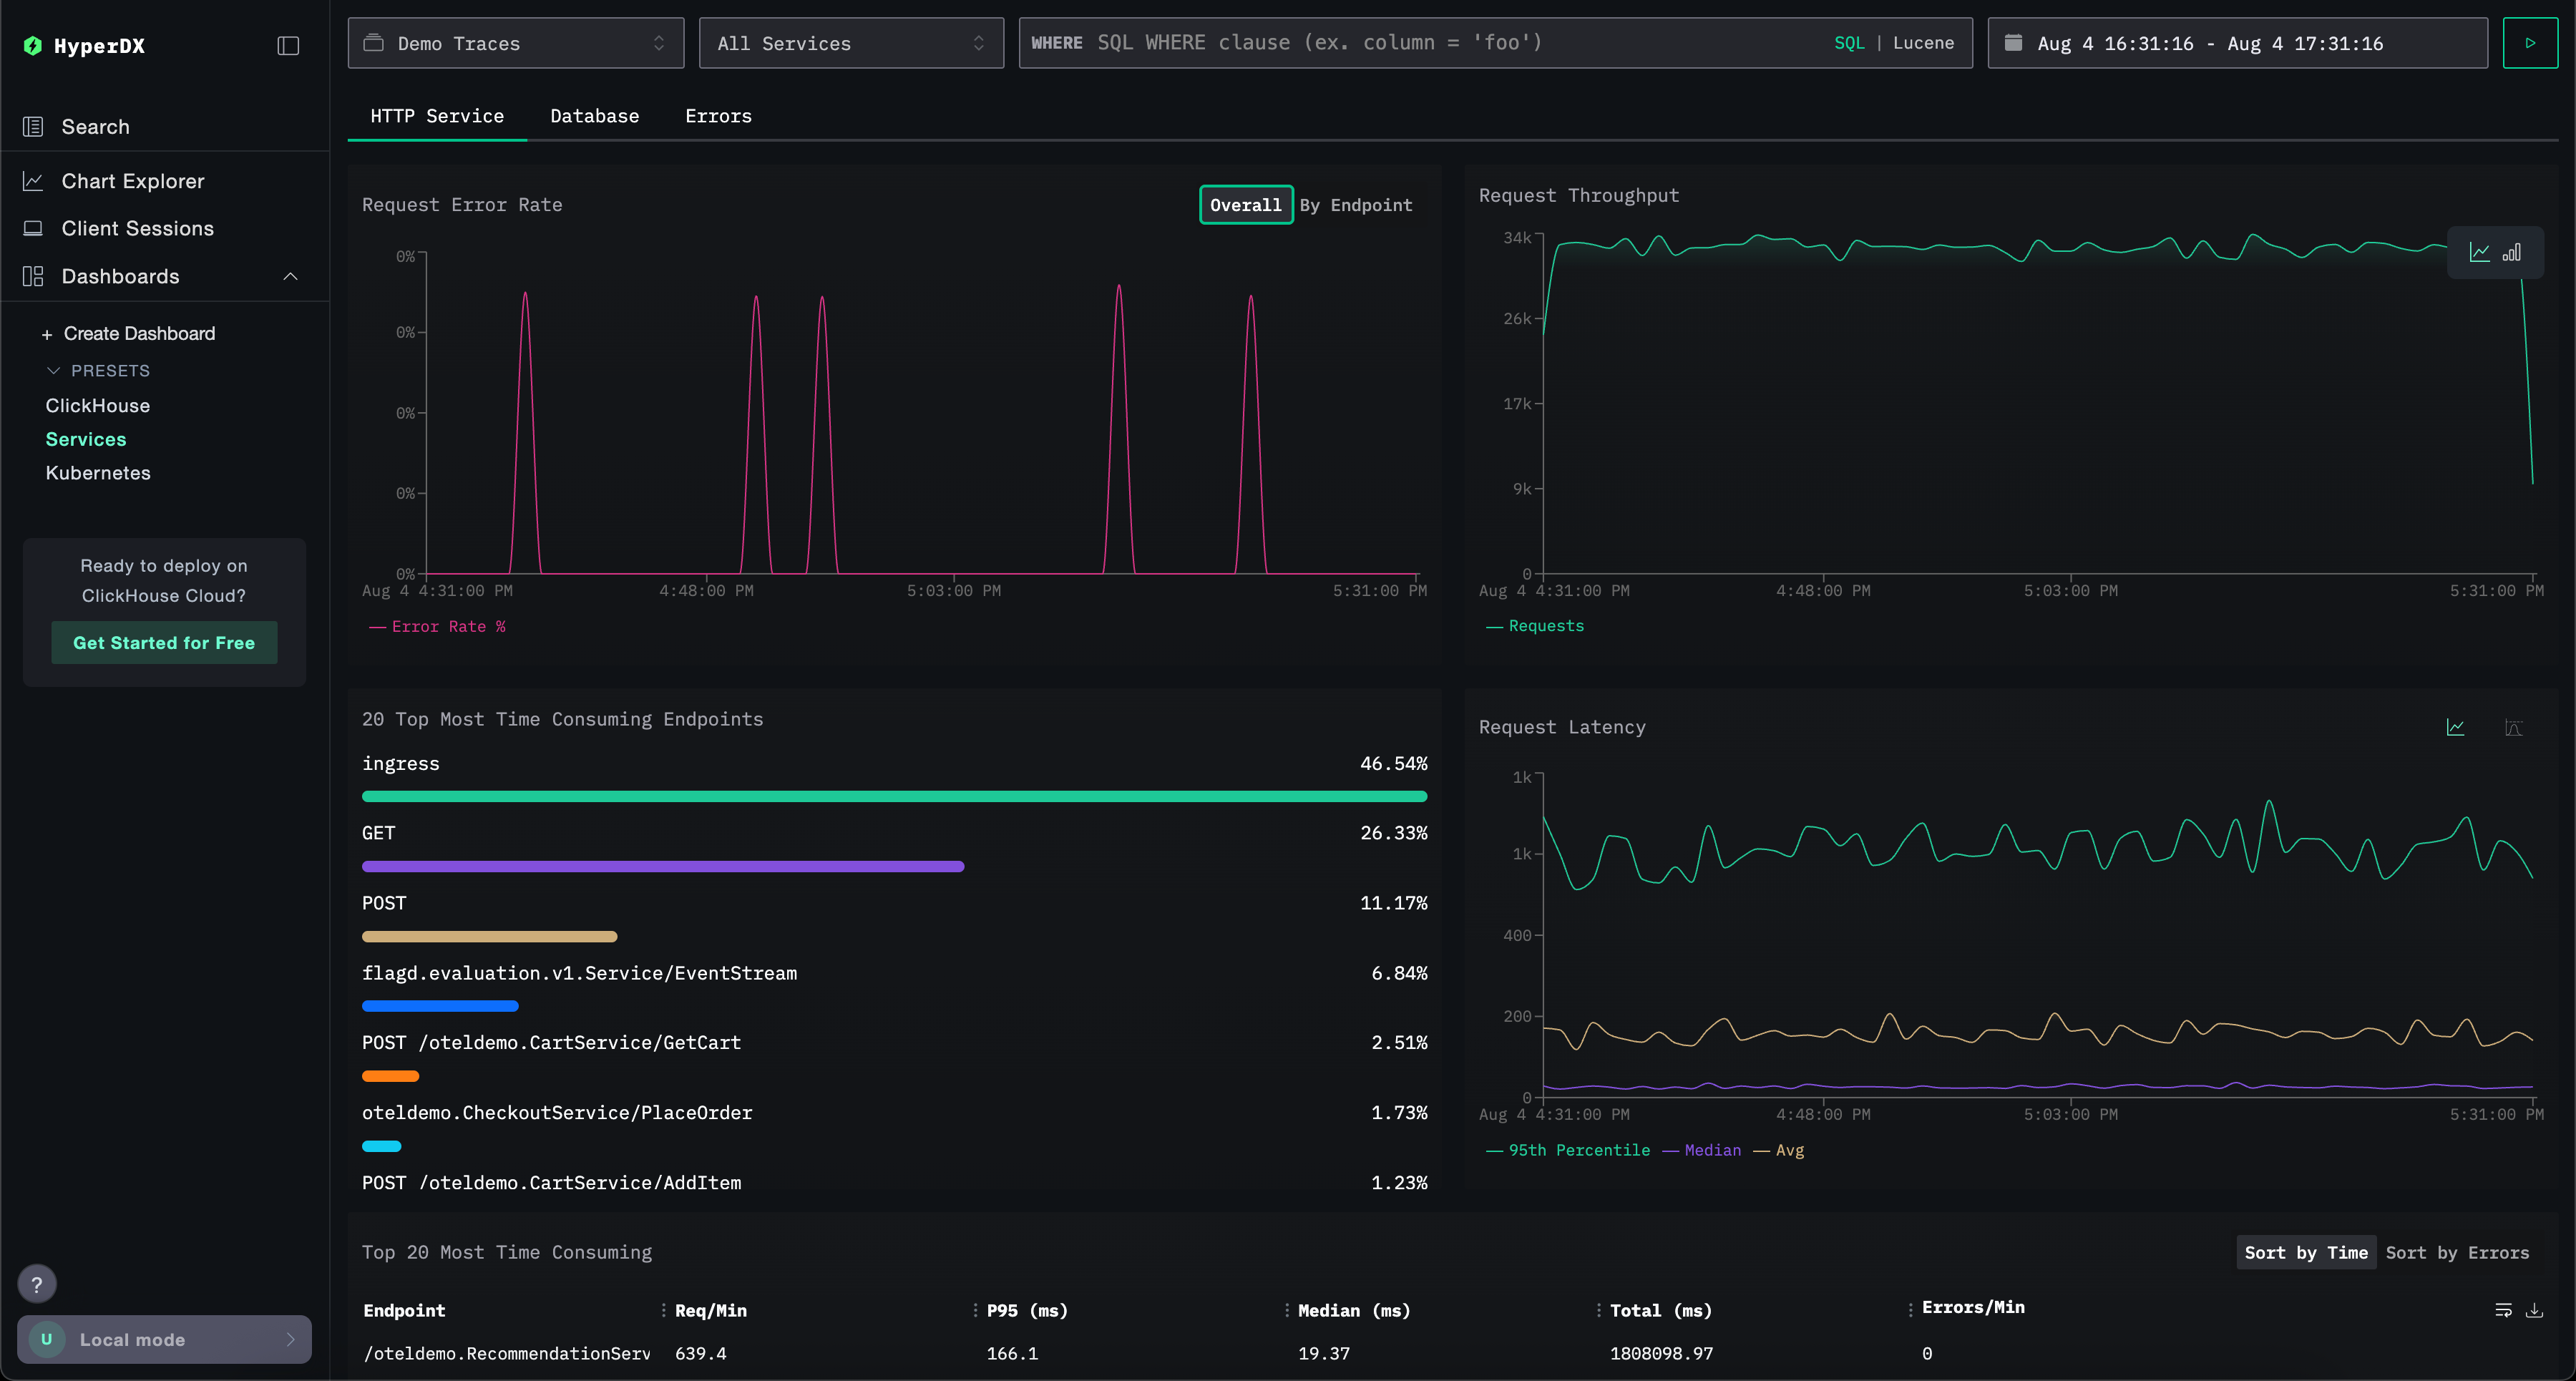 HyperDX
Search
Chart Explorer
Client Sessions
Dashboards
+ Create Dashboard
PRESETS
ClickHouse
Services
Kubernetes
Ready to deploy on
ClickHouse Cloud?
Get Started for Free
?
U Local mode
Demo Traces
All Services
WHERE SQL WHERE clause (ex. column = 'foo') SQL | Lucene
Aug 4 16:31:16 - Aug 4 17:31:16
HTTP Service Database Errors
Request Error Rate
Overall By Endpoint
0%
0%
0%
0%
0%
Aug 4 4:31:00 PM 4:48:00 PM 5:03:00 PM 5:31:00 PM
Error Rate %
Request Throughput
34k
26k
17k
9k
0
Aug 4 4:31:00 PM 4:48:00 PM 5:03:00 PM 5:31:00 PM
Requests
20 Top Most Time Consuming Endpoints
ingress 46.54%
GET 26.33%
POST 11.17%
flagd.evaluation.v1.Service/EventStream 6.84%
POST /oteldemo.CartService/GetCart 2.51%
oteldemo.CheckoutService/PlaceOrder 1.73%
POST /oteldemo.CartService/AddItem 1.23%
Request Latency
1k
1k
400
200
0
Aug 4 4:31:00 PM 4:48:00 PM 5:03:00 PM 5:31:00 PM
95th Percentile Median Avg
Top 20 Most Time Consuming
Sort by Time Sort by Errors
Endpoint Req/Min P95 (ms) Median (ms) Total (ms) Errors/Min
/oteldemo.RecommendationServ 639.4 166.1 19.37 1808098.97 0